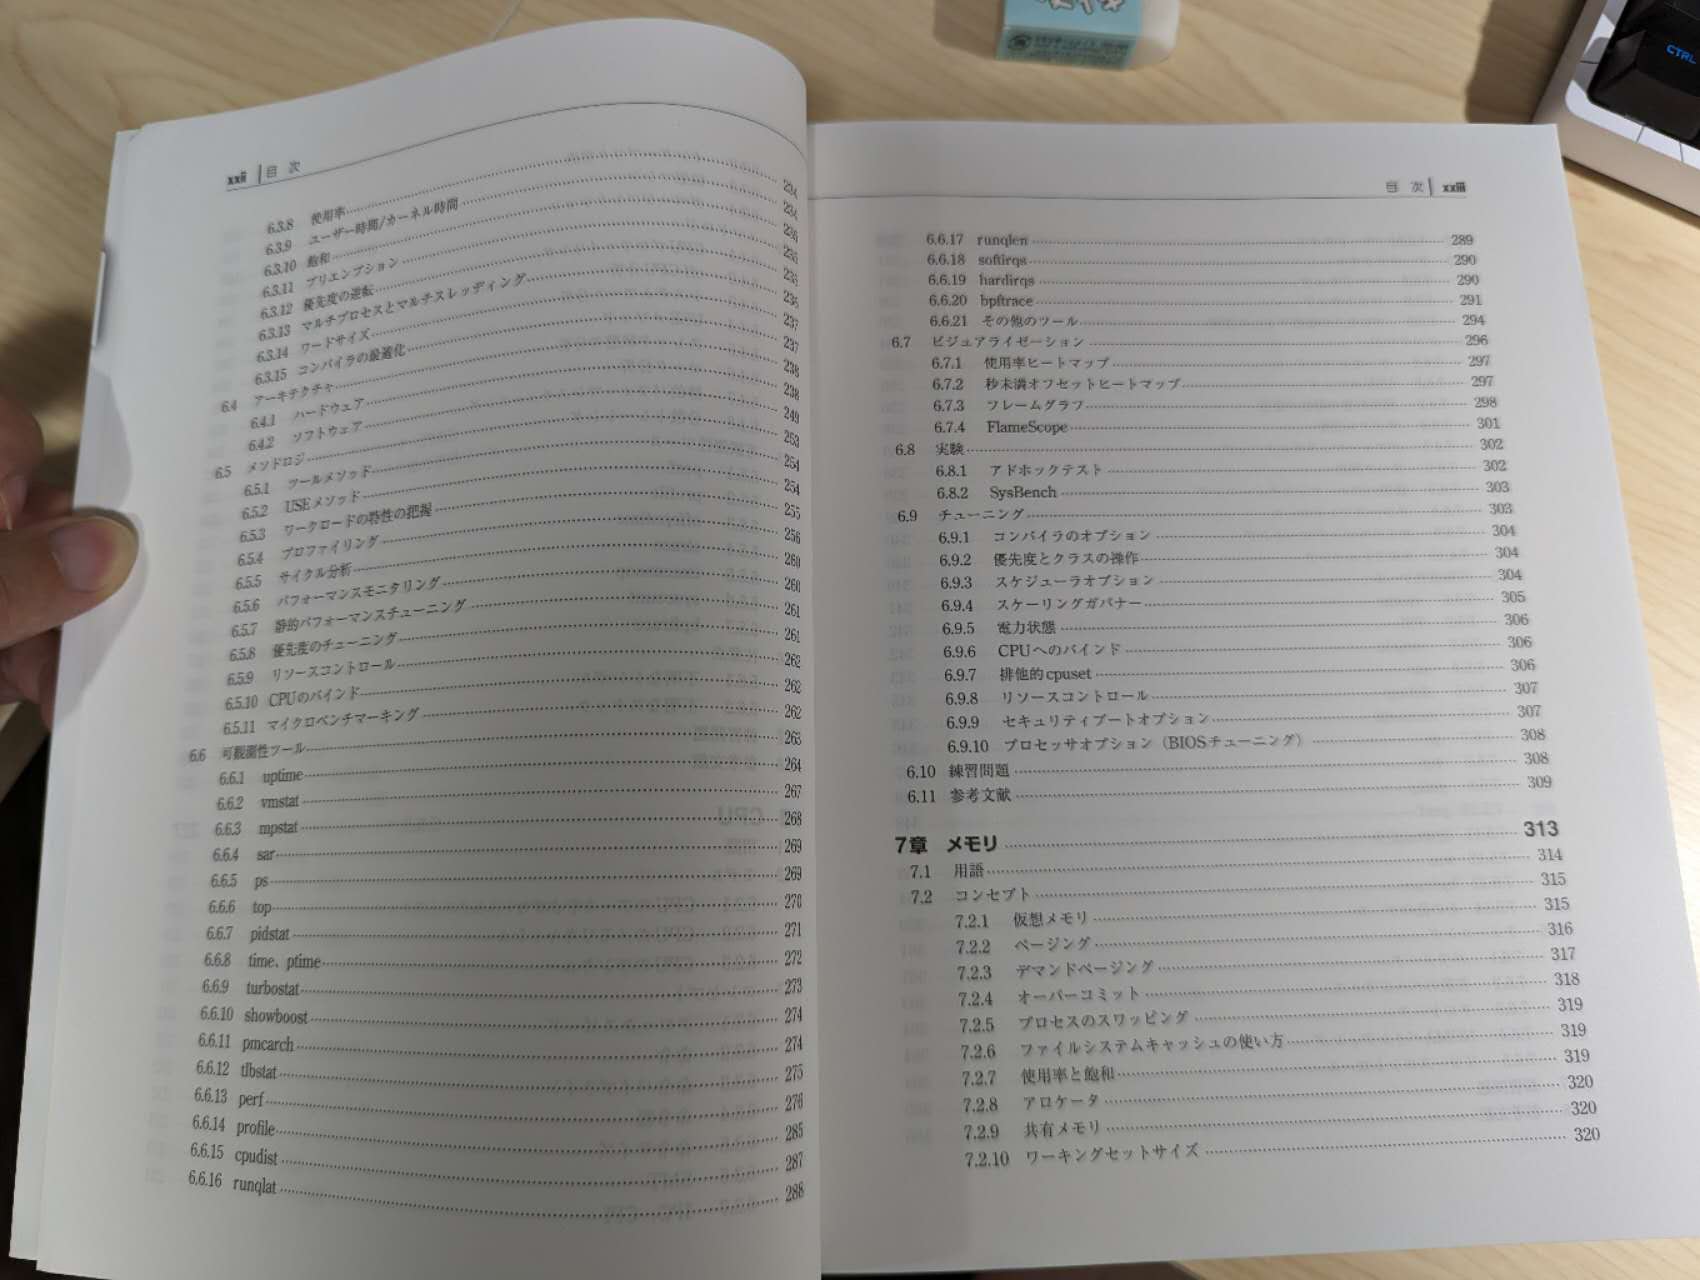 xxii 目 次
6.3.8 使用率 234
6.3.9 ユーザー時間/カーネル時間 234
6.3.10 飽和 235
6.3.11 プリエンプション 235
6.3.12 優先度の逆転 235
6.3.13 マルチプロセスとマルチスレッディング 236
6.3.14 ワードサイズ 237
6.3.15 コンパイラの最適化 237
6.4 アーキテクチャ 238
6.4.1 ハードウェア 238
6.4.2 ソフトウェア 249
6.5 メソドロジ 253
6.5.1 ツールメソッド 254
6.5.2 USEメソッド 254
6.5.3 ワークロードの特性の把握 255
6.5.4 プロファイリング 256
6.5.5 サイクル分析 260
6.5.6 パフォーマンスモニタリング 260
6.5.7 静的パフォーマンスチューニング 261
6.5.8 優先度のチューニング 261
6.5.9 リソースコントロール 262
6.5.10 CPUのバインド 262
6.5.11 マイクロベンチマーキング 262
6.6 可観測性ツール 263
6.6.1 uptime 264
6.6.2 vmstat 267
6.6.3 mpstat 268
6.6.4 sar 269
6.6.5 ps 269
6.6.6 top 270
6.6.7 pidstat 271
6.6.8 time、ptime 272
6.6.9 turbostat 273
6.6.10 showboost 274
6.6.11 pmcarch 274
6.6.12 tlbstat 275
6.6.13 perf 276
6.6.14 profile 285
6.6.15 cpudist 287
6.6.16 runqlat 288
目 次 xxiii
6.6.17 runqlen 289
6.6.18 softirqs 290
6.6.19 hardirqs 290
6.6.20 bpftrace 291
6.6.21 その他のツール 294
6.7 ビジュアライゼーション 296
6.7.1 使用率ヒートマップ 297
6.7.2 秒未満オフセットヒートマップ 297
6.7.3 フレームグラフ 298
6.7.4 FlameScope 301
6.8 実験 302
6.8.1 アドホックテスト 302
6.8.2 SysBench 303
6.9 チューニング 303
6.9.1 コンパイラのオプション 304
6.9.2 優先度とクラスの操作 304
6.9.3 スケジューラオプション 304
6.9.4 スケーリングガバナー 305
6.9.5 電力状態 306
6.9.6 CPUへのバインド 306
6.9.7 排他的cpuset 306
6.9.8 リソースコントロール 307
6.9.9 セキュリティブートオプション 307
6.9.10 プロセッサオプション（BIOSチューニング） 308
6.10 練習問題 308
6.11 参考文献 309
7章 メモリ 313
7.1 用語 314
7.2 コンセプト 315
7.2.1 仮想メモリ 315
7.2.2 ページング 316
7.2.3 デマンドページング 317
7.2.4 オーバーコミット 318
7.2.5 プロセスのスワッピング 319
7.2.6 ファイルシステムキャッシュの使い方 319
7.2.7 使用率と飽和 319
7.2.8 アロケータ 320
7.2.9 共有メモリ 320
7.2.10 ワーキングセットサイズ 320
CTRL